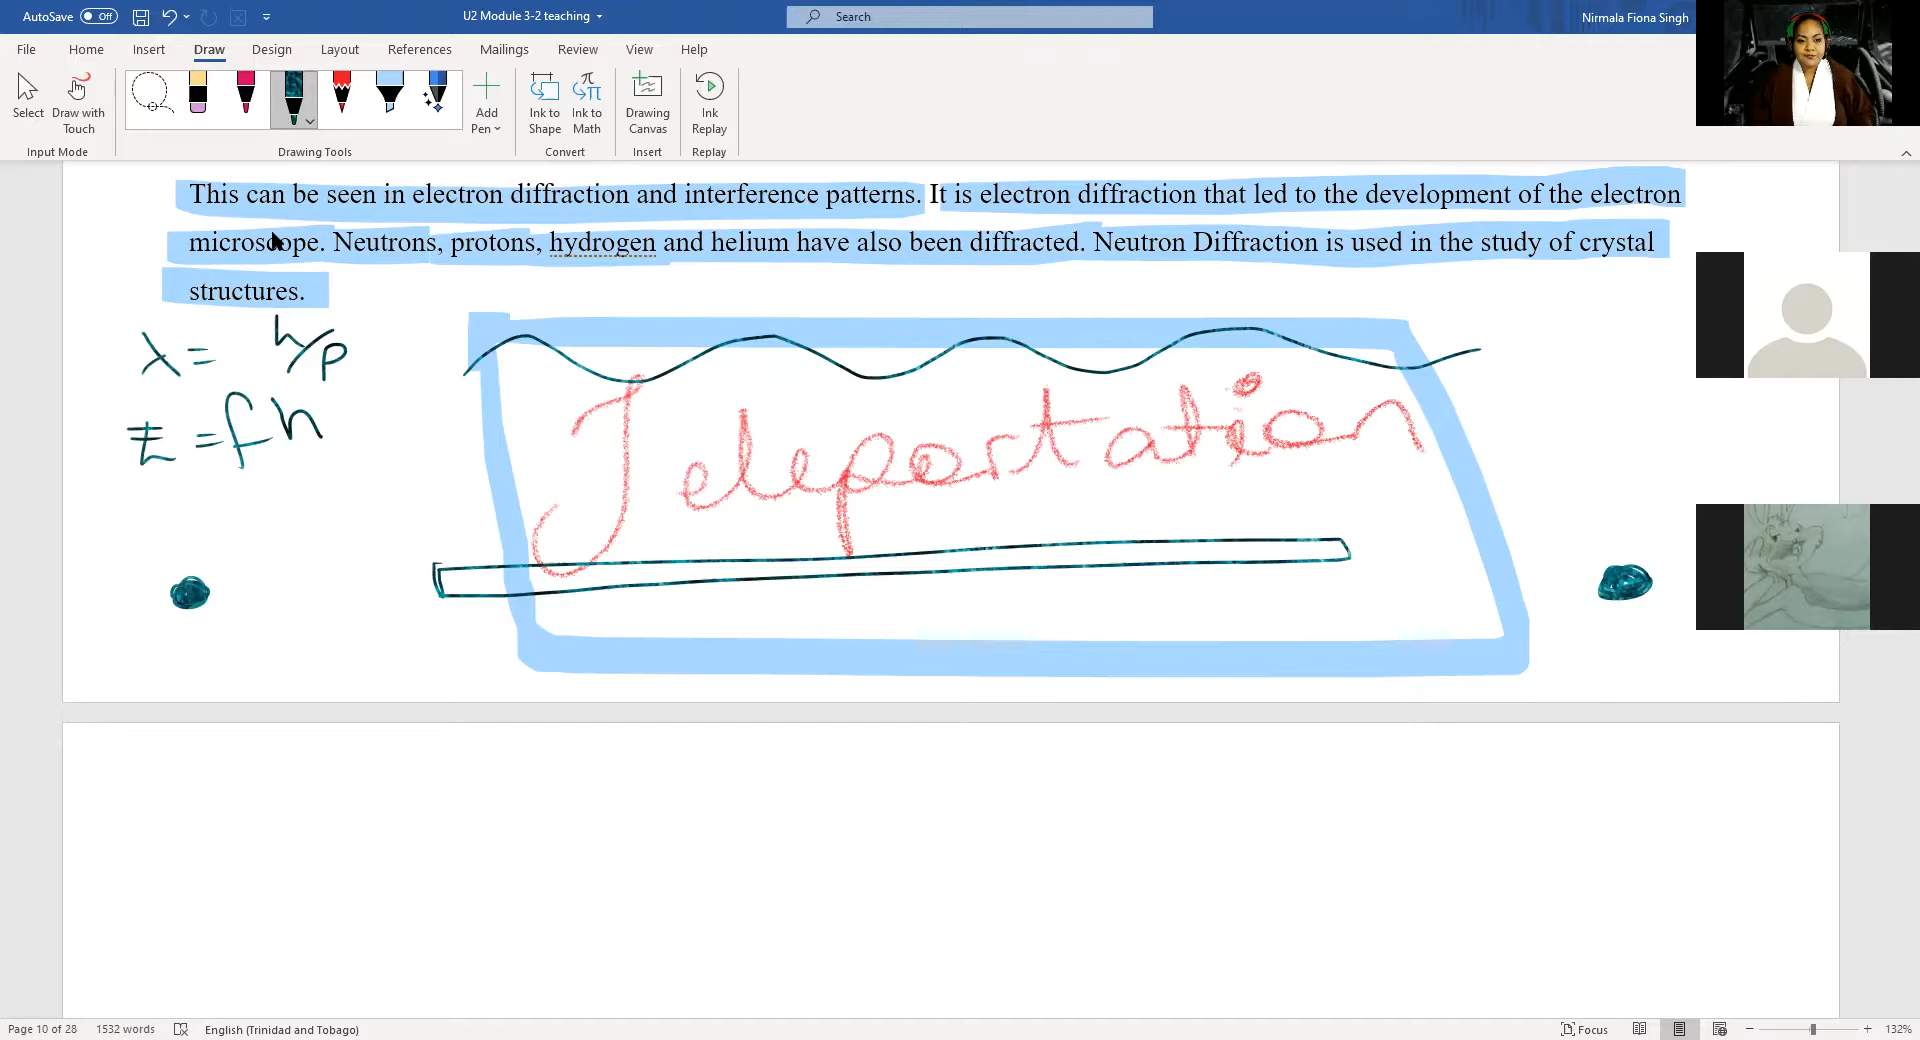 AutoSave Off U2 Module 3-2 teaching Search Nirmala Fiona Singh
File Home Insert Draw Design Layout References Mailings Review View Help
Select Draw with Touch Add Pen Ink to Shape Ink to Math Drawing Canvas Ink Replay
Input Mode Drawing Tools Convert Insert Replay
This can be seen in electron diffraction and interference patterns. It is electron diffraction that led to the development of the electron
microscope. Neutrons, protons, hydrogen and helium have also been diffracted. Neutron Diffraction is used in the study of crystal
structures.
λ = h/p
E = fh
Teleportation
Page 10 of 28 1532 words English (Trinidad and Tobago) Focus 132%